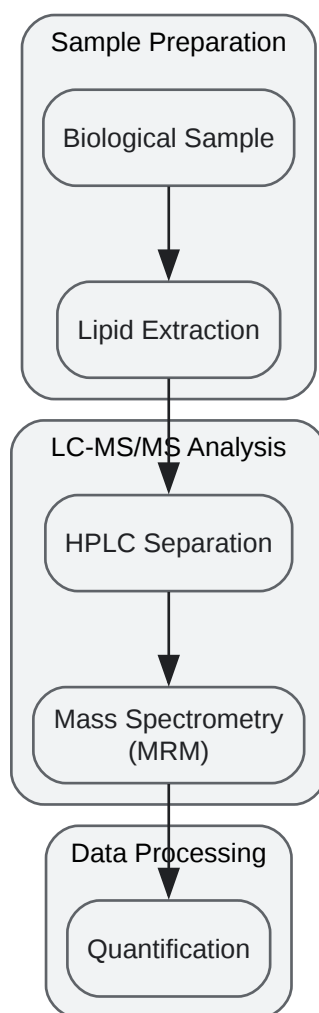 Sample Preparation
Biological Sample
Lipid Extraction
LC-MS/MS Analysis
HPLC Separation
Mass Spectrometry
(MRM)
Data Processing
Quantification